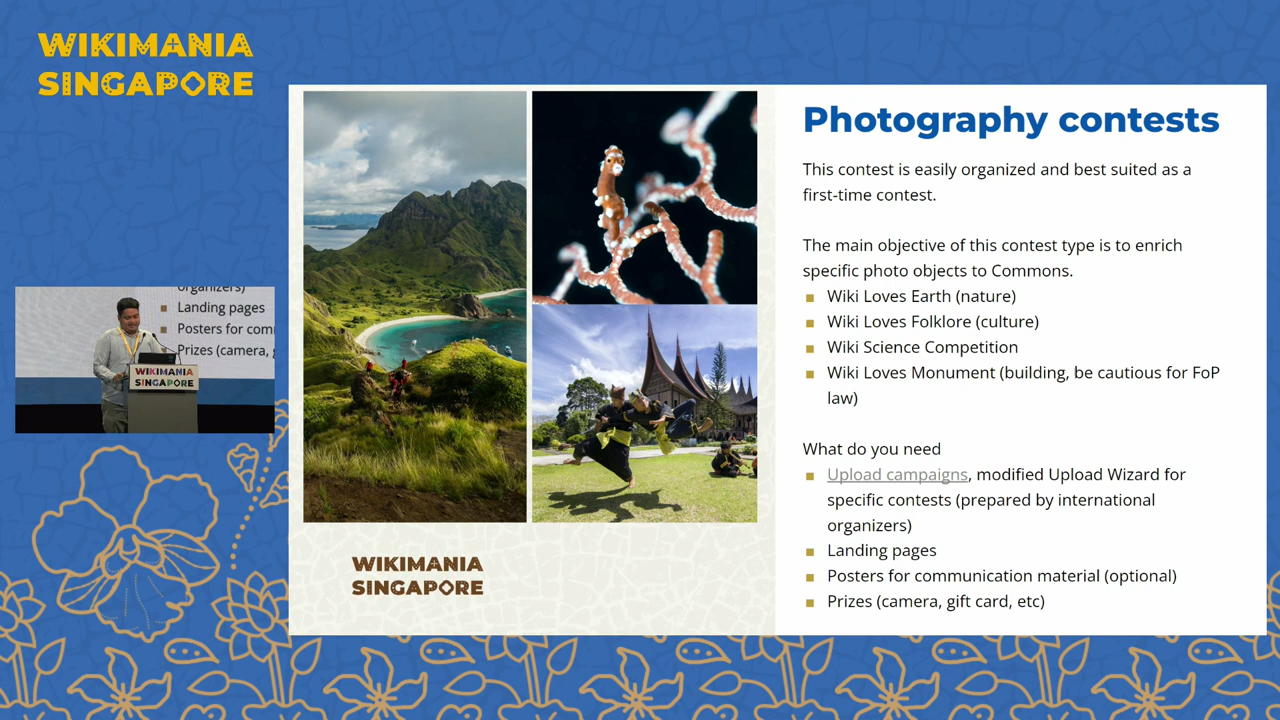 WIKIMANIA
SINGAPORE
Photography contests
This contest is easily organized and best suited as a
first-time contest.
The main objective of this contest type is to enrich
specific photo objects to Commons.
Wiki Loves Earth (nature)
Wiki Loves Folklore (culture)
Wiki Science Competition
Wiki Loves Monument (building, be cautious for FoP
law)
What do you need
Upload campaigns, modified Upload Wizard for
specific contests (prepared by international
organizers)
Landing pages
Posters for communication material (optional)
Prizes (camera, gift card, etc)
WIKIMANIA
SINGAPORE
organizers)
Landing pages
Posters for com
Prizes (camera,
WIKIMANIA
SINGAPORE